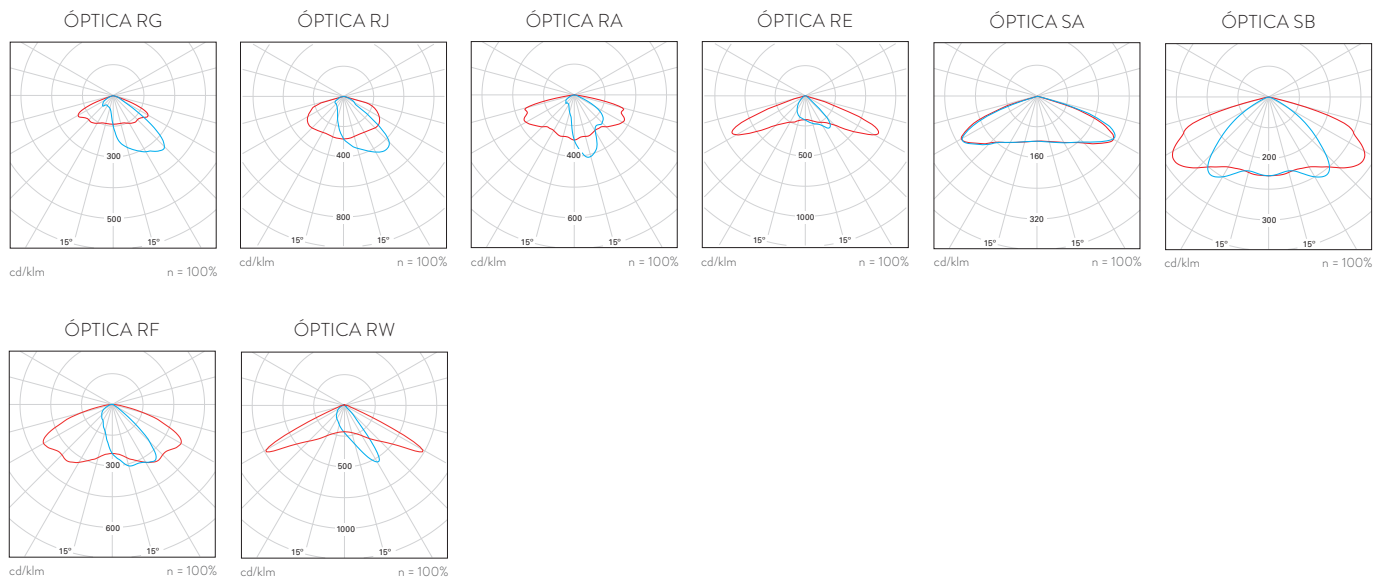 ÓPTICA RG
300
500
15° 15°
cd/klm n = 100%
ÓPTICA RJ
400
800
15° 15°
cd/klm n = 100%
ÓPTICA RA
400
600
15° 15°
cd/klm n = 100%
ÓPTICA RE
500
1000
15° 15°
cd/klm n = 100%
ÓPTICA SA
160
320
15° 15°
cd/klm n = 100%
ÓPTICA SB
200
300
15° 15°
cd/klm n = 100%
ÓPTICA RF
300
600
15° 15°
cd/klm n = 100%
ÓPTICA RW
500
1000
15° 15°
cd/klm n = 100%